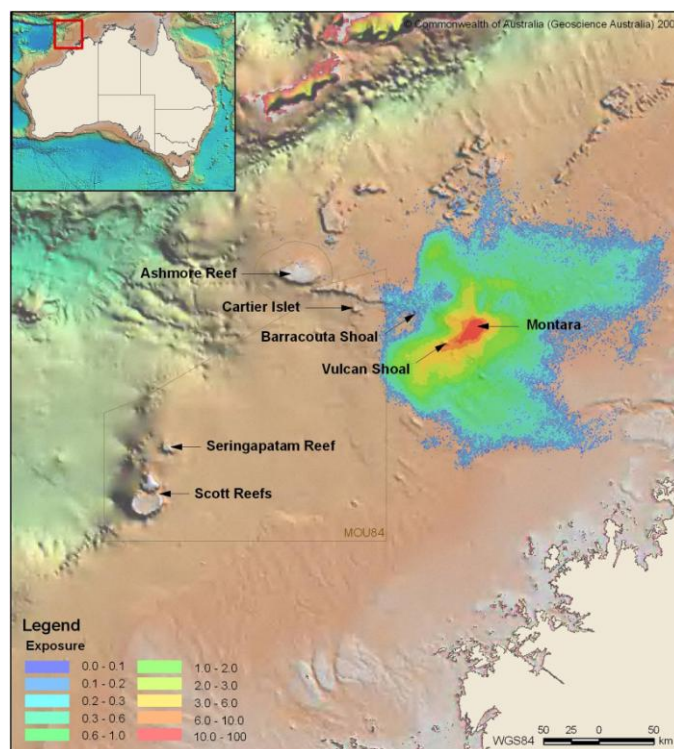 © Commonwealth of Australia (Geoscience Australia) 200
Ashmore Reef
Cartier Islet
Barracouta Shoal
Montara
Vulcan Shoal
Seringapatam Reef
Scott Reefs
MOU84
Legend
Exposure
0.0 - 0.1
1.0 - 2.0
0.1 - 0.2
2.0 - 3.0
0.2 - 0.3
3.0 - 6.0
0.3 - 0.6
6.0 - 10.0
0.6 - 1.0
10.0 - 100
WGS84
50 25 0 50
km